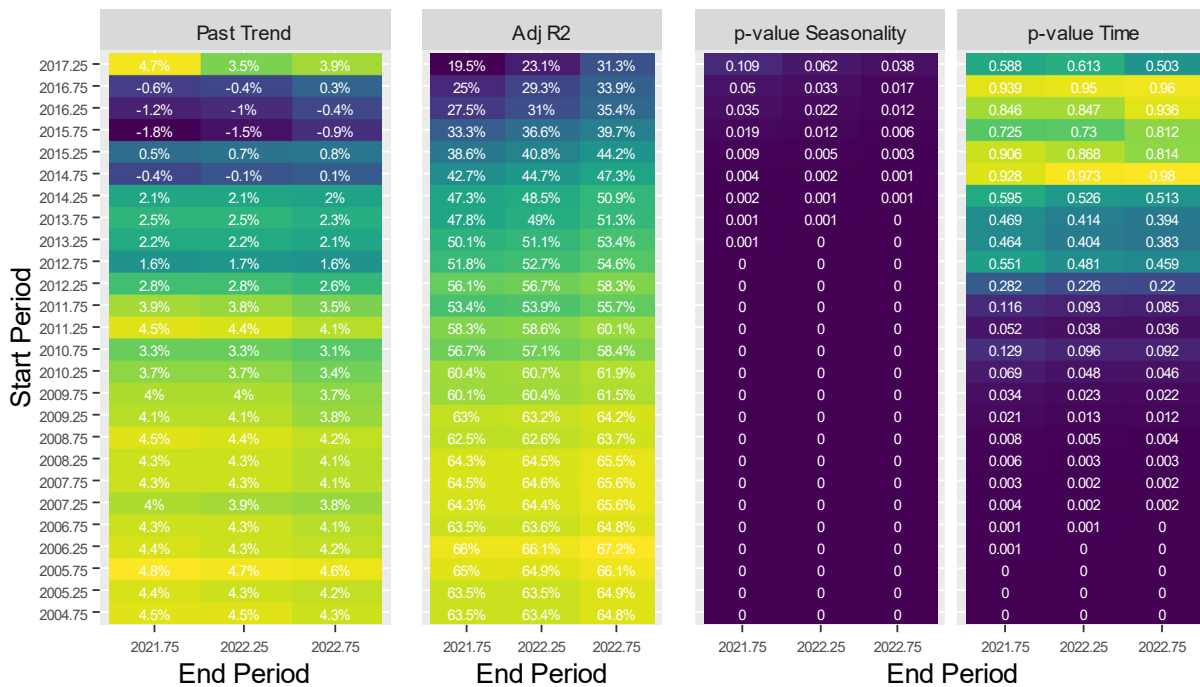 Past Trend Adj R2 p-value Seasonality p-value Time
2017.25 4.7% 3.5% 3.9% 19.5% 23.1% 31.3% 0.109 0.062 0.038 0.588 0.613 0.503
2016.75 -0.6% -0.4% 0.3% 25% 29.3% 33.9% 0.05 0.033 0.017 0.939 0.95 0.96
2016.25 -1.2% -1% -0.4% 27.5% 31% 35.4% 0.035 0.022 0.012 0.846 0.847 0.936
2015.75 -1.8% -1.5% -0.9% 33.3% 36.6% 39.7% 0.019 0.012 0.006 0.725 0.73 0.812
2015.25 0.5% 0.7% 0.8% 38.6% 40.8% 44.2% 0.009 0.005 0.003 0.906 0.868 0.814
2014.75 -0.4% -0.1% 0.1% 42.7% 44.7% 47.3% 0.004 0.002 0.001 0.928 0.973 0.98
2014.25 2.1% 2.1% 2% 47.3% 48.5% 50.9% 0.002 0.001 0.001 0.595 0.526 0.513
2013.75 2.5% 2.5% 2.3% 47.8% 49% 51.3% 0.001 0.001 0 0.469 0.414 0.394
2013.25 2.2% 2.2% 2.1% 50.1% 51.1% 53.4% 0.001 0 0 0.464 0.404 0.383
2012.75 1.6% 1.7% 1.6% 51.8% 52.7% 54.6% 0 0 0 0.551 0.481 0.459
2012.25 2.8% 2.8% 2.6% 56.1% 56.7% 58.3% 0 0 0 0.282 0.226 0.22
2011.75 3.9% 3.8% 3.5% 53.4% 53.9% 55.7% 0 0 0 0.116 0.093 0.085
2011.25 4.5% 4.4% 4.1% 58.3% 58.6% 60.1% 0 0 0 0.052 0.038 0.036
2010.75 3.3% 3.3% 3.1% 56.7% 57.1% 58.4% 0 0 0 0.129 0.096 0.092
2010.25 3.7% 3.7% 3.4% 60.4% 60.7% 61.9% 0 0 0 0.069 0.048 0.046
2009.75 4% 4% 3.7% 60.1% 60.4% 61.5% 0 0 0 0.034 0.023 0.022
2009.25 4.1% 4.1% 3.8% 63% 63.2% 64.2% 0 0 0 0.021 0.013 0.012
2008.75 4.5% 4.4% 4.2% 62.5% 62.6% 63.7% 0 0 0 0.008 0.005 0.004
2008.25 4.3% 4.3% 4.1% 64.3% 64.5% 65.5% 0 0 0 0.006 0.003 0.003
2007.75 4.3% 4.3% 4.1% 64.5% 64.6% 65.6% 0 0 0 0.003 0.002 0.002
2007.25 4% 3.9% 3.8% 64.3% 64.4% 65.6% 0 0 0 0.004 0.002 0.002
2006.75 4.3% 4.3% 4.1% 63.5% 63.6% 64.8% 0 0 0 0.001 0.001 0
2006.25 4.4% 4.3% 4.2% 66% 66.1% 67.2% 0 0 0 0.001 0 0
2005.75 4.8% 4.7% 4.6% 65% 64.9% 66.1% 0 0 0 0 0 0
2005.25 4.4% 4.3% 4.2% 63.5% 63.5% 64.9% 0 0 0 0 0 0
2004.75 4.5% 4.5% 4.3% 63.5% 63.4% 64.8% 0 0 0 0 0 0
Start Period
2021.75 2022.25 2022.75 2021.75 2022.25 2022.75 2021.75 2022.25 2022.75 2021.75 2022.25 2022.75
End Period End Period End Period